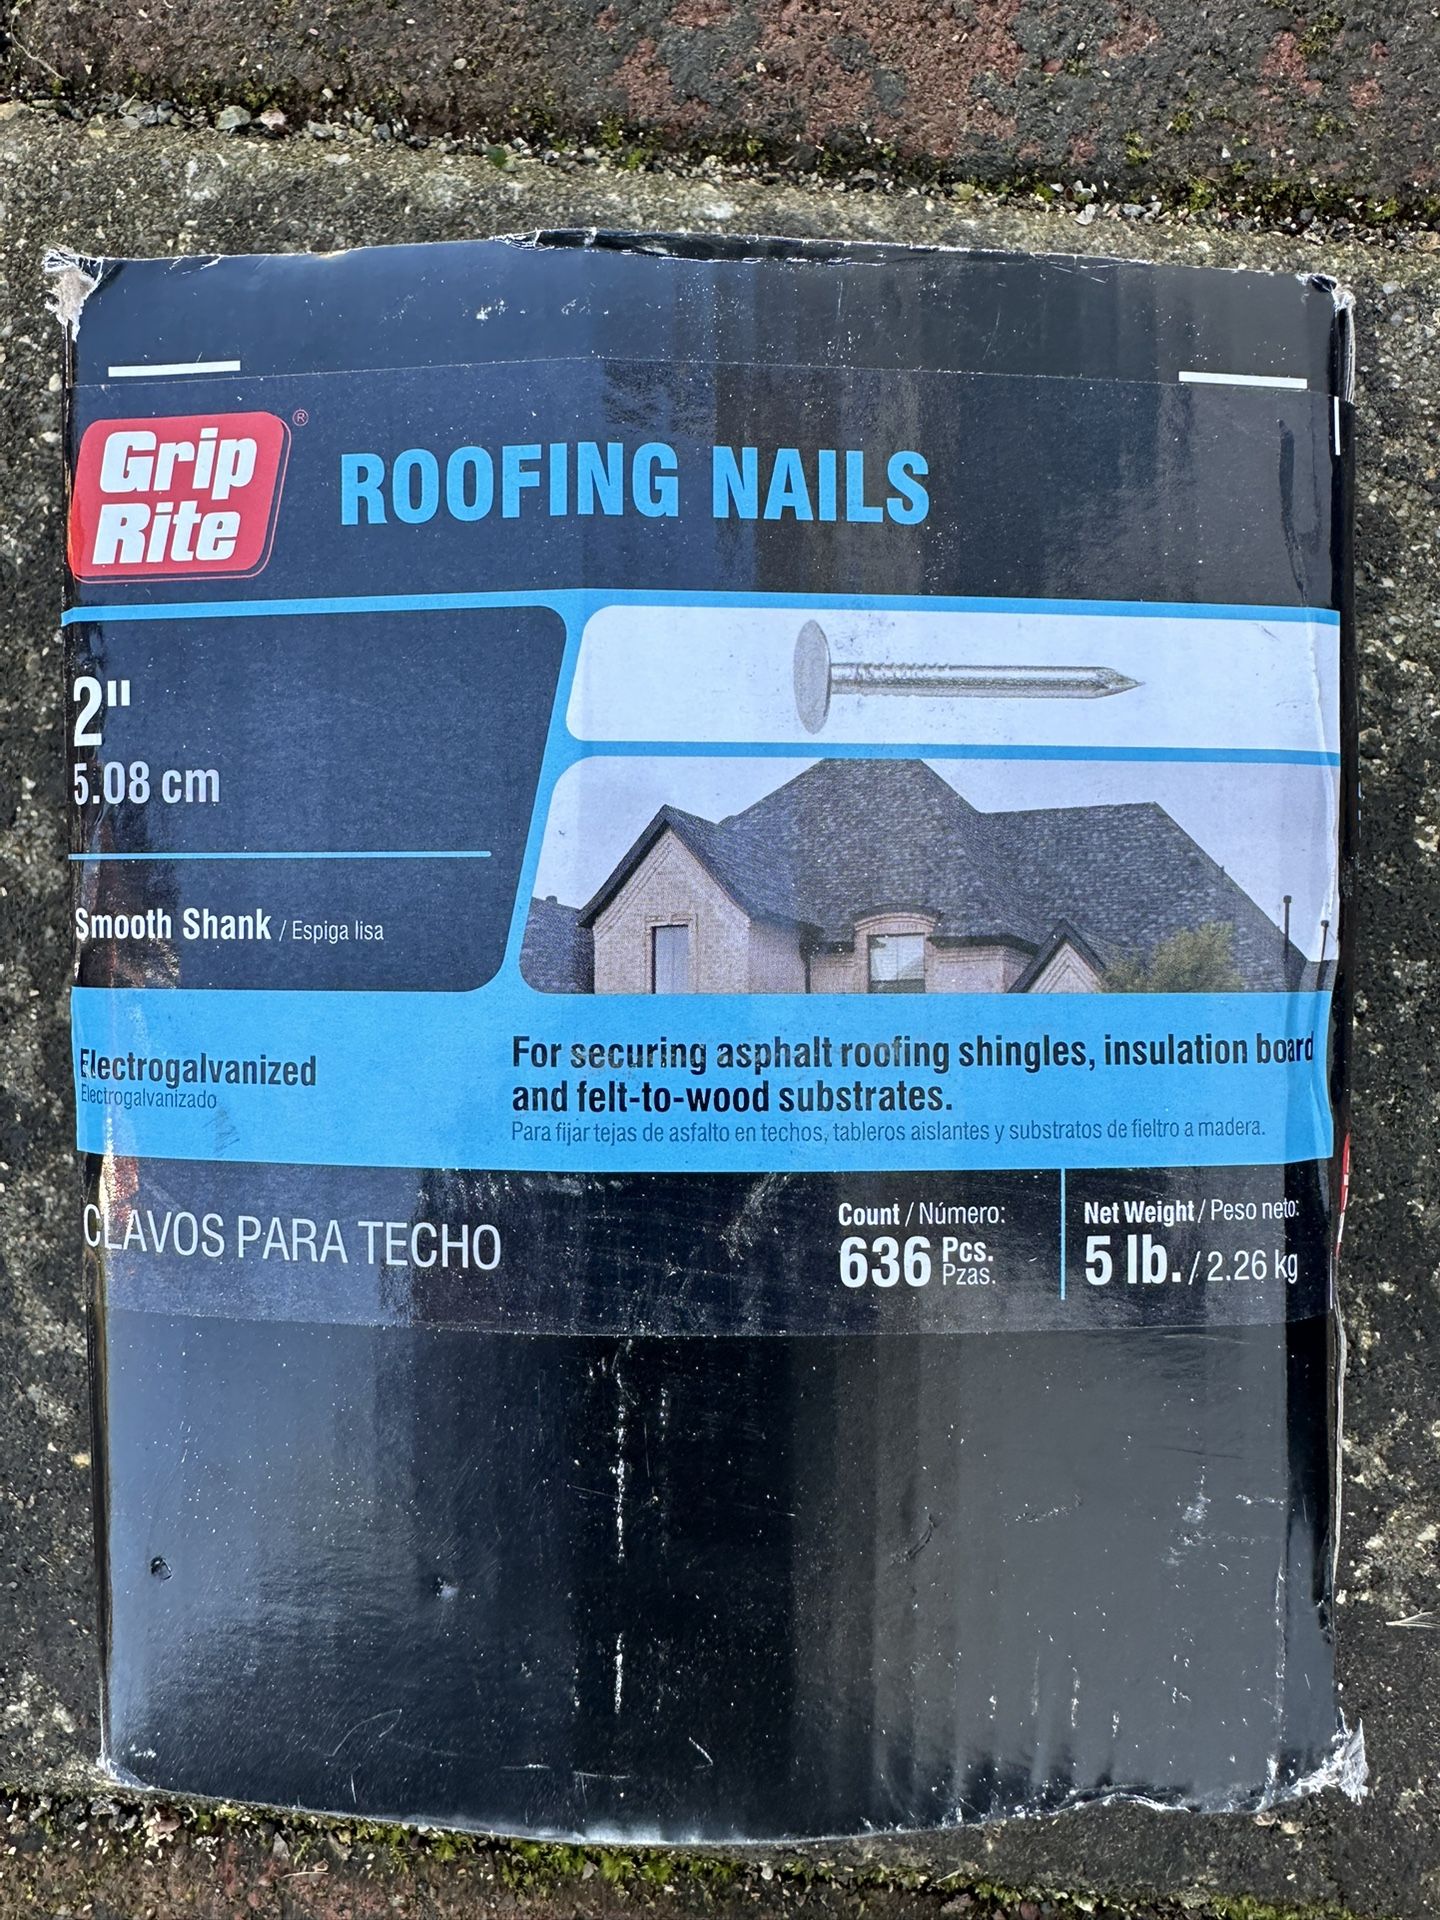 Grip
Rite
®
ROOFING NAILS
2"
5.08 cm
Smooth Shank / Espiga lisa
Electrogalvanized
Electrogalvanizado
For securing asphalt roofing shingles, insulation board
and felt-to-wood substrates.
Para fijar tejas de asfalto en techos, tableros aislantes y substratos de fieltro a madera.
CLAVOS PARA TECHO
Count / Número:
636 Pcs.
Pzas.
Net Weight / Peso neto:
5 lb. / 2.26 kg